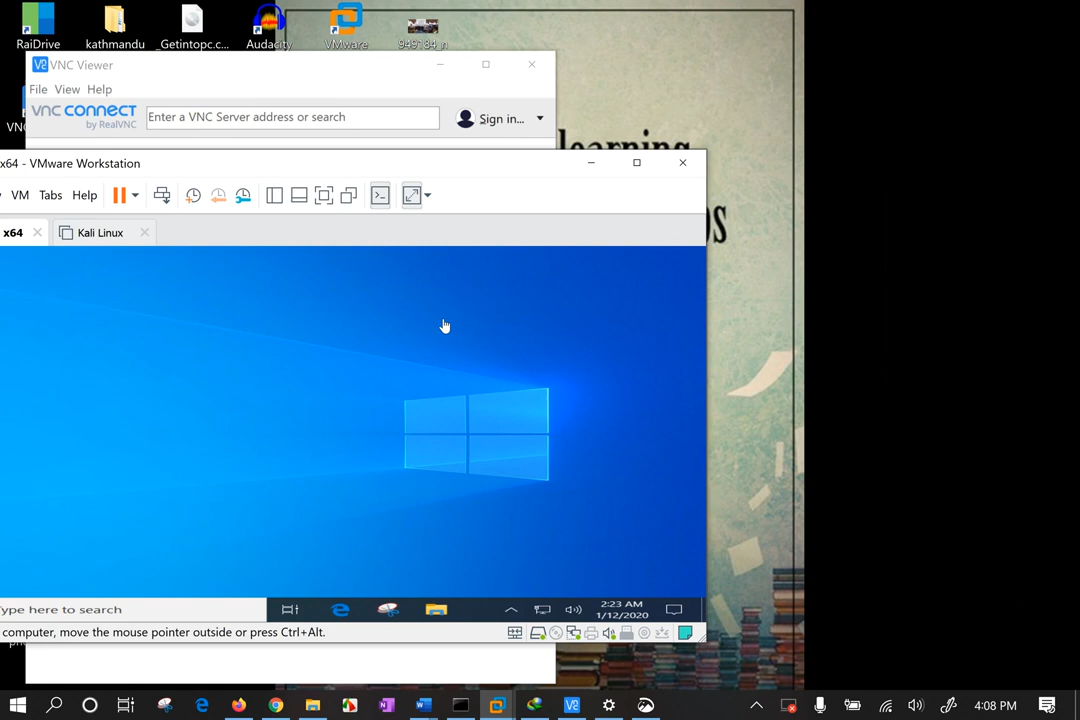 RaiDrive
kathmandu
_Getintopc.c...
Audacity
VMware
949184_n
VNC Viewer
File View Help
vnc connect
by RealVNC
Enter a VNC Server address or search
Sign in...
learning
x64 - VMware Workstation
VM Tabs Help
x64
Kali Linux
ype here to search
2:23 AM
1/12/2020
computer, move the mouse pointer outside or press Ctrl+Alt.
4:08 PM